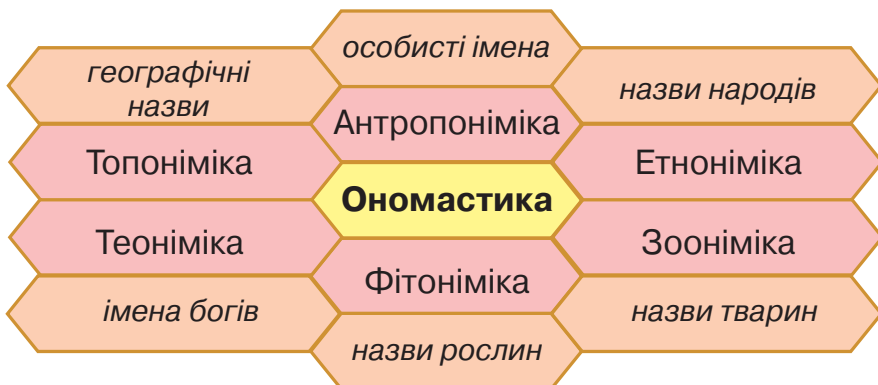 особисті імена
географічні
назви
назви народів
Антропоніміка
Топоніміка
Етноніміка
Ономастика
Теоніміка
Зооніміка
Фітоніміка
імена богів
назви тварин
назви рослин